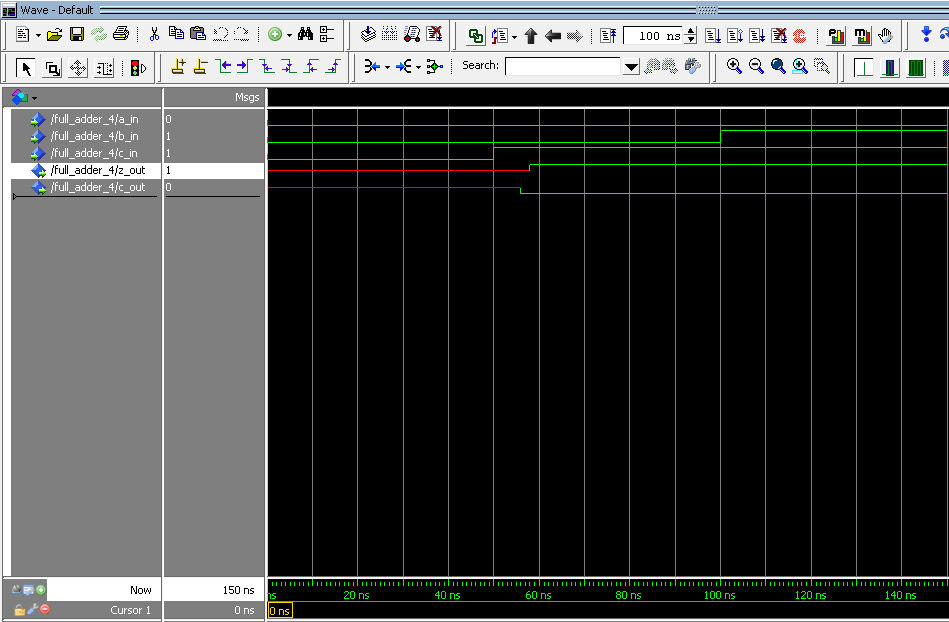 Wave - Default
100 ns
Search:
Msgs
/full_adder_4/a_in 0
/full_adder_4/b_in 1
/full_adder_4/c_in 1
/full_adder_4/z_out 1
/full_adder_4/c_out 0
Now 150 ns
ns 20 ns 40 ns 60 ns 80 ns 100 ns 120 ns 140 ns
Cursor 1 0 ns
0 ns